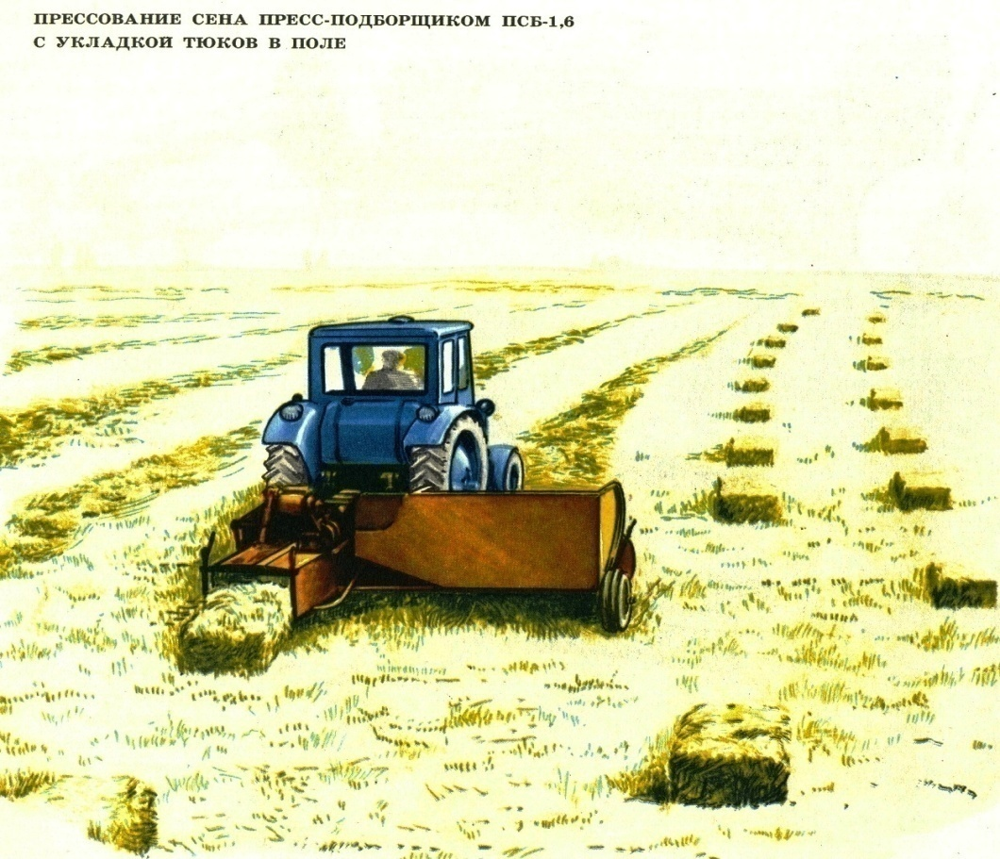 ПРЕССОВАНИЕ СЕНА ПРЕСС-ПОДБОРЩИКОМ ПСБ-1,6
С УКЛАДКОЙ ТЮКОВ В ПОЛЕ